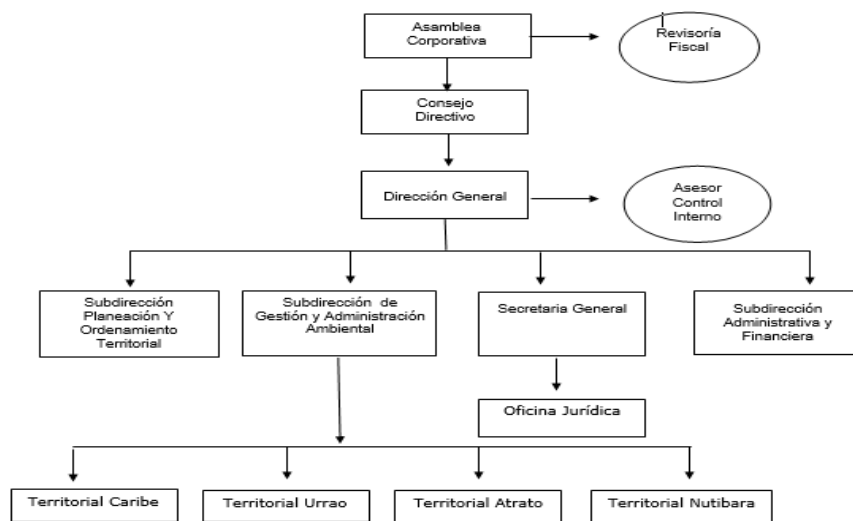 Asamblea
Corporativa
Revisoría
Fiscal
Consejo
Directivo
Dirección General
Asesor
Control
Interno
Subdirección
Planeación Y
Ordenamiento
Territorial
Subdirección de
Gestión y Administración
Ambiental
Secretaria General
Subdirección
Administrativa y
Financiera
Oficina Jurídica
Territorial Caribe
Territorial Urrao
Territorial Atrato
Territorial Nutibara